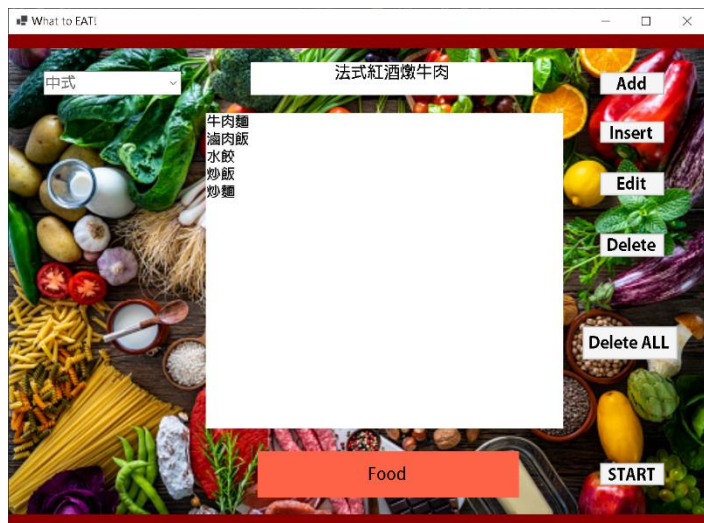 What to EAT!
中式
法式紅酒燉牛肉
Add
牛肉麵
滷肉飯
水餃
炒飯
炒麵
Insert
Edit
Delete
Delete ALL
Food
START